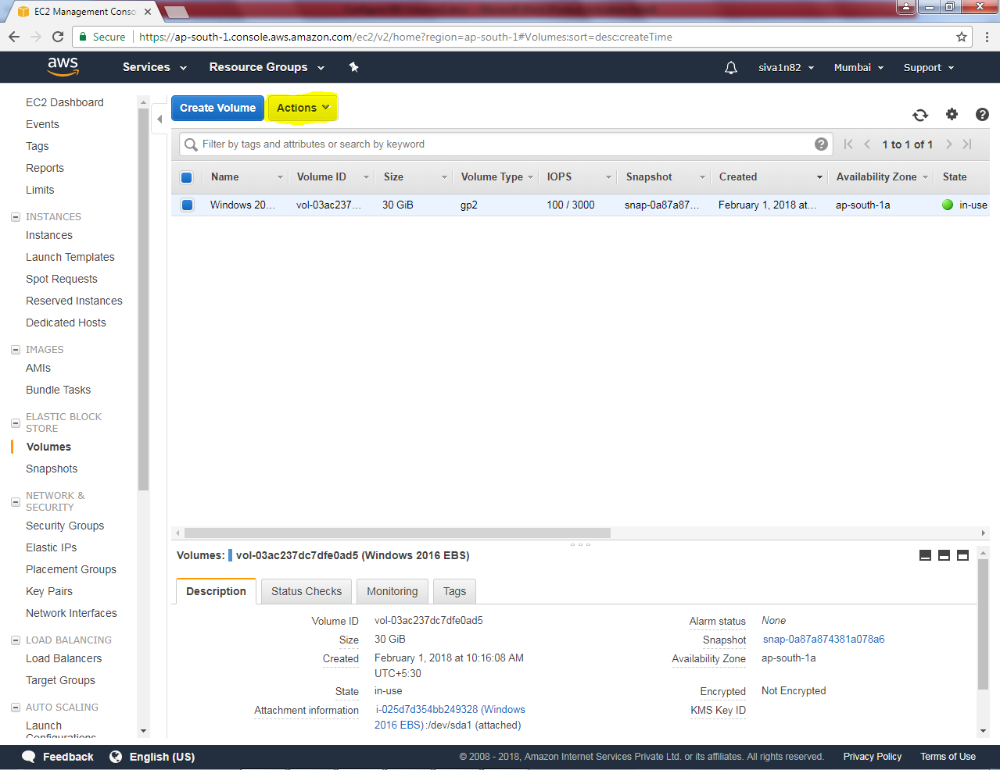 EC2 Management Conso
Secure
https://ap-south-1.console.aws.amazon.com/ec2/v2/home?region=ap-south-1#Volumes:sort=desc:createTime
aws
Services
Resource Groups
siva1n82
Mumbai
Support
EC2 Dashboard
Events
Tags
Reports
Limits
INSTANCES
Instances
Launch Templates
Spot Requests
Reserved Instances
Dedicated Hosts
IMAGES
AMIs
Bundle Tasks
ELASTIC BLOCK
STORE
Volumes
Snapshots
NETWORK &
SECURITY
Security Groups
Elastic IPs
Placement Groups
Key Pairs
Network Interfaces
LOAD BALANCING
Load Balancers
Target Groups
AUTO SCALING
Launch
Configurations
Create Volume
Actions
Filter by tags and attributes or search by keyword
1 to 1 of 1
Name Volume ID Size Volume Type IOPS Snapshot Created Availability Zone State
Windows 20... vol-03ac237... 30 GiB gp2 100 / 3000 snap-0a87a87... February 1, 2018 at... ap-south-1a in-use
Volumes: vol-03ac237dc7dfe0ad5 (Windows 2016 EBS)
Description
Status Checks
Monitoring
Tags
Volume ID vol-03ac237dc7dfe0ad5
Size 30 GiB
Created February 1, 2018 at 10:16:08 AM
UTC+5:30
State in-use
Attachment information i-025d7d354bb249328 (Windows
2016 EBS):/dev/sda1 (attached)
Alarm status None
Snapshot snap-0a87a874381a078a6
Availability Zone ap-south-1a
Encrypted Not Encrypted
KMS Key ID
Feedback
English (US)
© 2008 - 2018, Amazon Internet Services Private Ltd. or its affiliates. All rights reserved.
Privacy Policy
Terms of Use